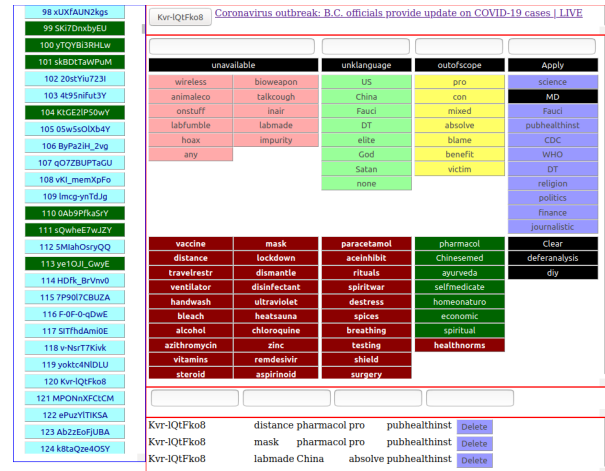 98 xUXfAUN2kgs
99 SKi7DnxbyEU
100 yTQYBi3RHLw
101 skBDtTaWPuM
102 20stYiu723I
103 4t95nifut3Y
104 KtGE2lPS0wY
105 05w5sOlXb4Y
106 ByPa2iH_2vg
107 qO7ZBUPTaGU
108 vKI_memXpFo
109 lmcg-ynTdJg
110 0Ab9PfkaSrY
111 sQwheE7wJZY
112 5MIahOsryQQ
113 ye1OJI_GwyE
114 HDfk_BrVnv0
115 7P90l7CBUZA
116 F-0F-0-qDwE
117 SITfhdAmi0E
118 v-NsrT7Kivk
119 yoktc4NlDLU
120 Kvr-lQtFko8
121 MPONnXFCtCM
122 ePuzYlTIKSA
123 Ab2zEoFjUBA
124 k8taQze4OSY
Kvr-lQtFko8 Coronavirus outbreak: B.C. officials provide update on COVID-19 cases | LIVE
unavailable unklanguage outofscope Apply
wireless bioweapon US pro science
animaleco talkcough China con MD
onstuff inair Fauci mixed Fauci
labfumble labmade DT absolve pubhealthinst
hoax impurity elite blame CDC
any God benefit WHO
Satan victim DT
none religion
politics
finance
journalistic
vaccine mask paracetamol pharmacol Clear
distance lockdown aceinhibit Chinesemed deferanalysis
travelrestr dismantle rituals ayurveda diy
ventilator disinfectant spiritwar selfmedicate
handwash ultraviolet destress homeonaturo
bleach heatsauna spices economic
alcohol chloroquine breathing spiritual
azithromycin zinc testing healthnorms
vitamins remdesivir shield
steroid aspirinoid surgery
Kvr-lQtFko8 distance pharmacol pro pubhealthinst Delete
Kvr-lQtFko8 mask pharmacol pro pubhealthinst Delete
Kvr-lQtFko8 labmade China absolve pubhealthinst Delete